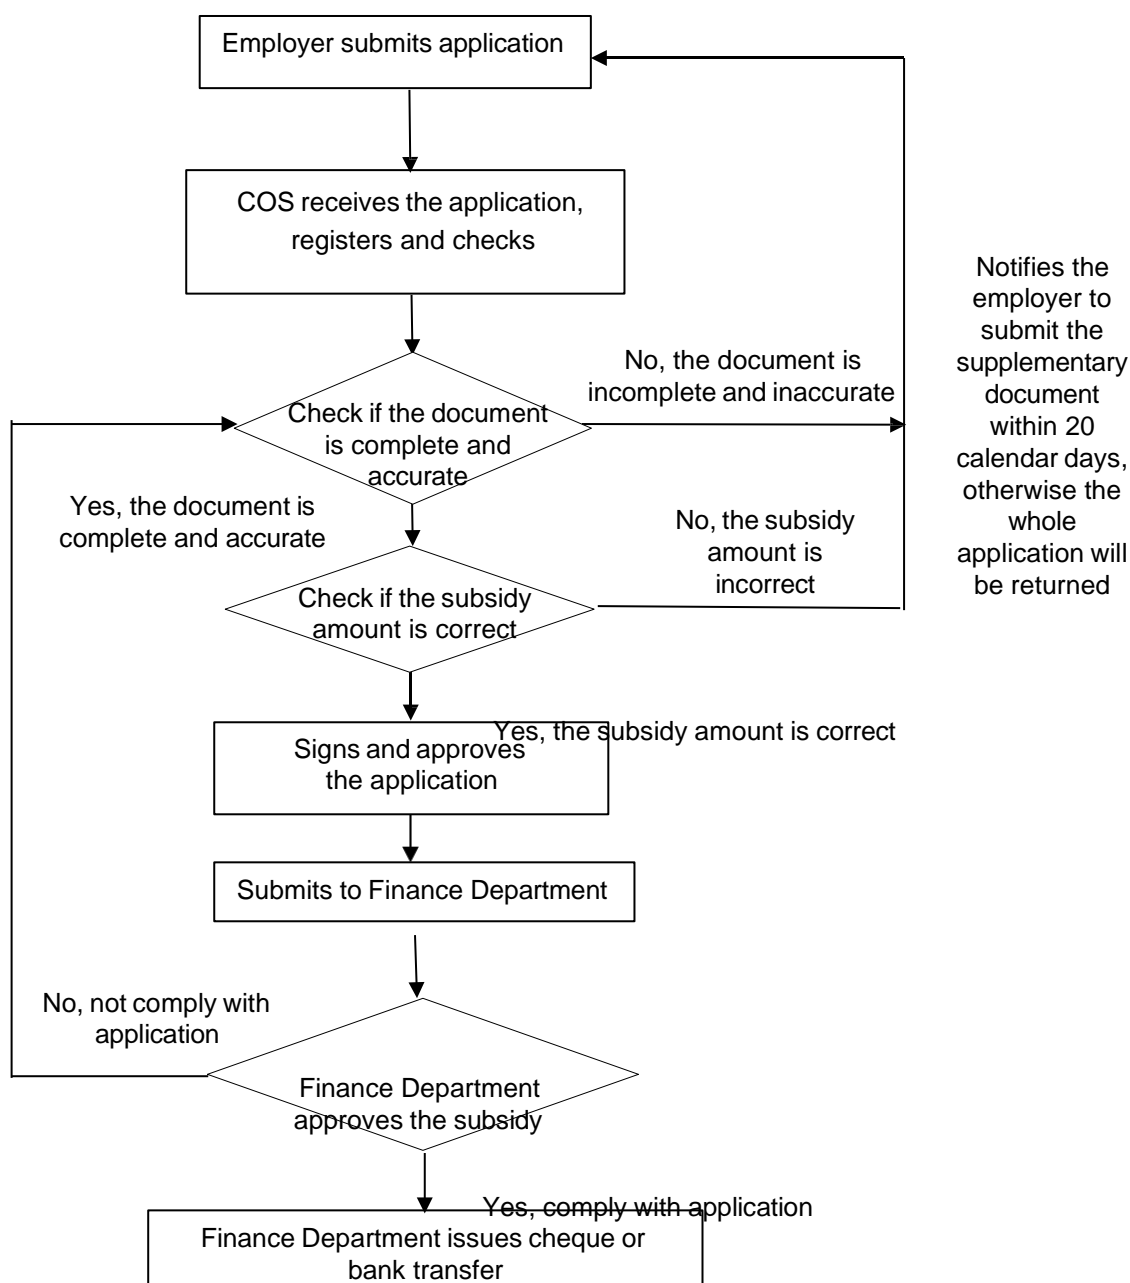 Employer submits application
COS receives the application,
registers and checks
Notifies the
employer to
submit the
supplementary
document
within 20
calendar days,
otherwise the
whole
application will
be returned
No, the document is
incomplete and inaccurate
Check if the document
is complete and
accurate
Yes, the document is
complete and accurate
No, the subsidy
amount is
incorrect
Check if the subsidy
amount is correct
Yes, the subsidy amount is correct
Signs and approves
the application
Submits to Finance Department
No, not comply with
application
Finance Department
approves the subsidy
Yes, comply with application
Finance Department issues cheque or
bank transfer